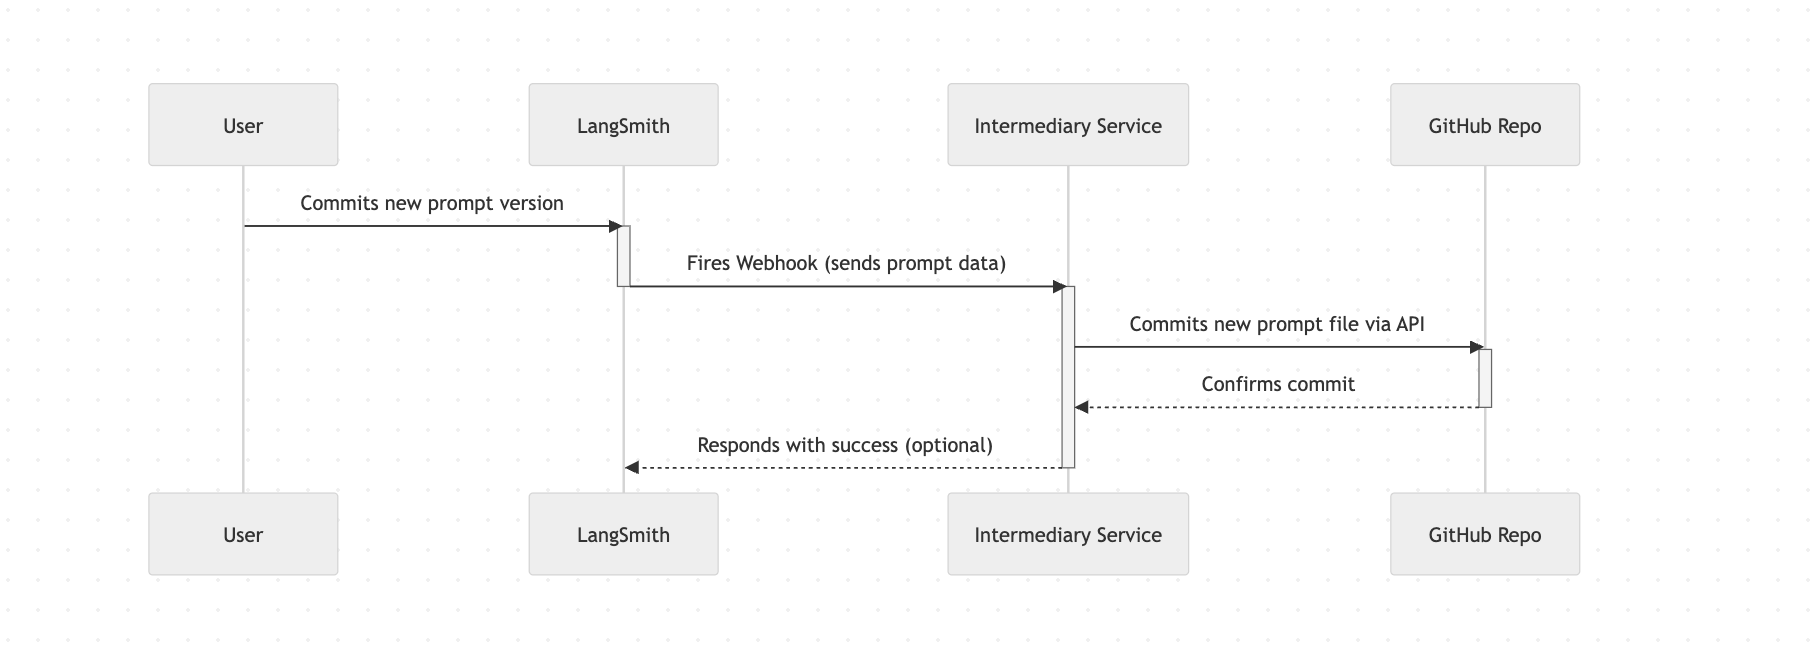 User
LangSmith
Intermediary Service
GitHub Repo
Commits new prompt version
Fires Webhook (sends prompt data)
Commits new prompt file via API
Confirms commit
Responds with success (optional)
User
LangSmith
Intermediary Service
GitHub Repo